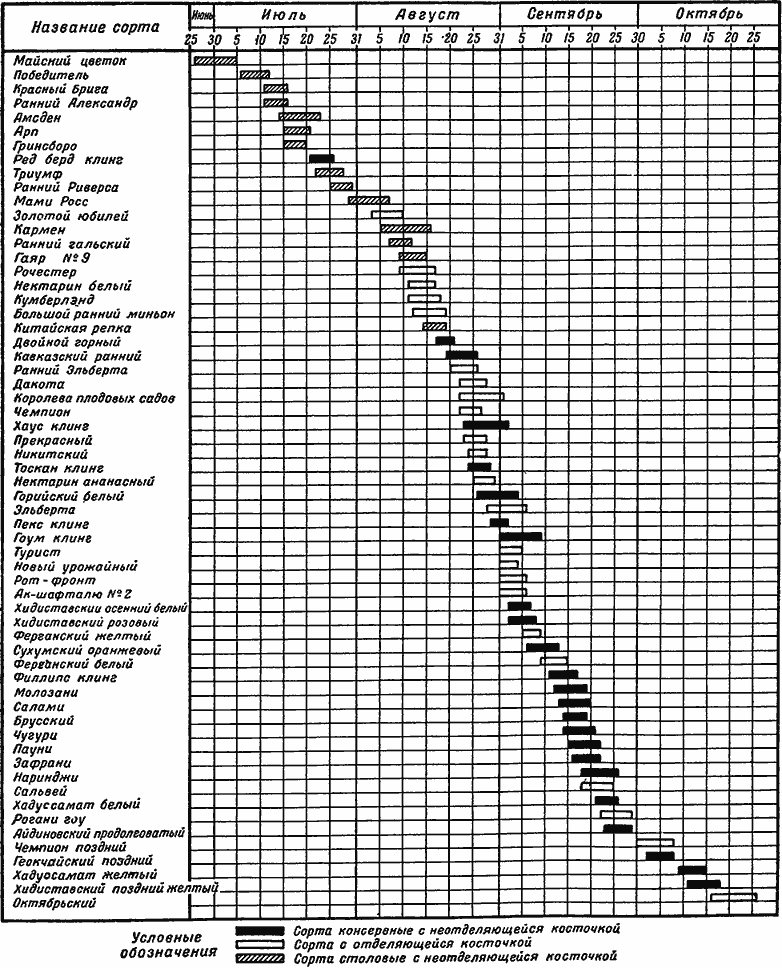 Название сорта
Июнь Июль Август Сентябрь Октябрь
25 30 5 10 15 20 25 31 5 10 15 20 25 31 5 10 15 20 25 30 5 10 15 20 25
Майский цветок
Победитель
Красный Брига
Ранний Александр
Амсден
Арп
Гринсборо
Ред берд клинг
Триумф
Ранний Риверса
Мами Росс
Золотой юбилей
Кармен
Ранний гальский
Гаяр №9
Рочестер
Нектарин белый
Кумберлэнд
Большой ранний миньон
Китайская репка
Двойной горный
Кавказский ранний
Ранний Эльберта
Дакота
Королева плодовых садов
Чемпион
Хаус клинг
Прекрасный
Никитский
Тоскан клинг
Нектарин ананасный
Горийский белый
Эльберта
Пекс клинг
Гоум клинг
Турист
Новый урожайный
Рот-фронт
Ак-шафталю №2
Хидиставский осенний белый
Хидиставский розовый
Ферганский желтый
Сухумский оранжевый
Ферганский белый
Филлипс клинг
Молозани
Салами
Брусский
Чугури
Пауни
Зафрани
Наринджи
Сальвей
Хадуссамат белый
Рогани гоу
Айдиновский продолговатый
Чемпион поздний
Геокчайский поздний
Хадусамат желтый
Хидиставский поздний желтый
Октябрьский
Условные обозначения
Сорта консервные с неотделяющейся косточкой
Сорта с отделяющейся косточкой
Сорта столовые с неотделяющейся косточкой